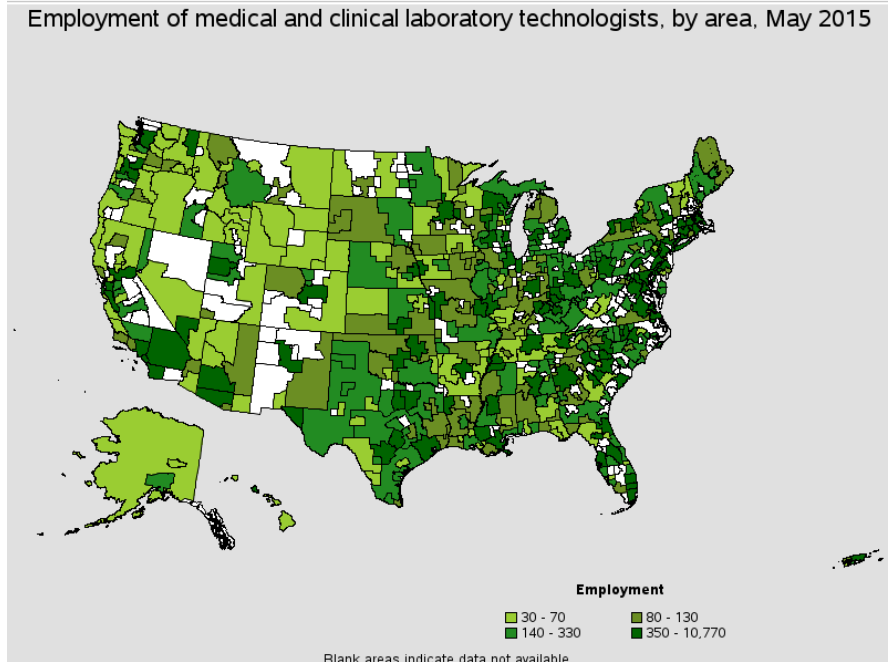 Employment of medical and clinical laboratory technologists, by area, May 2015
Employment
30 - 70
80 - 130
140 - 330
350 - 10,770
Blank areas indicate data not available